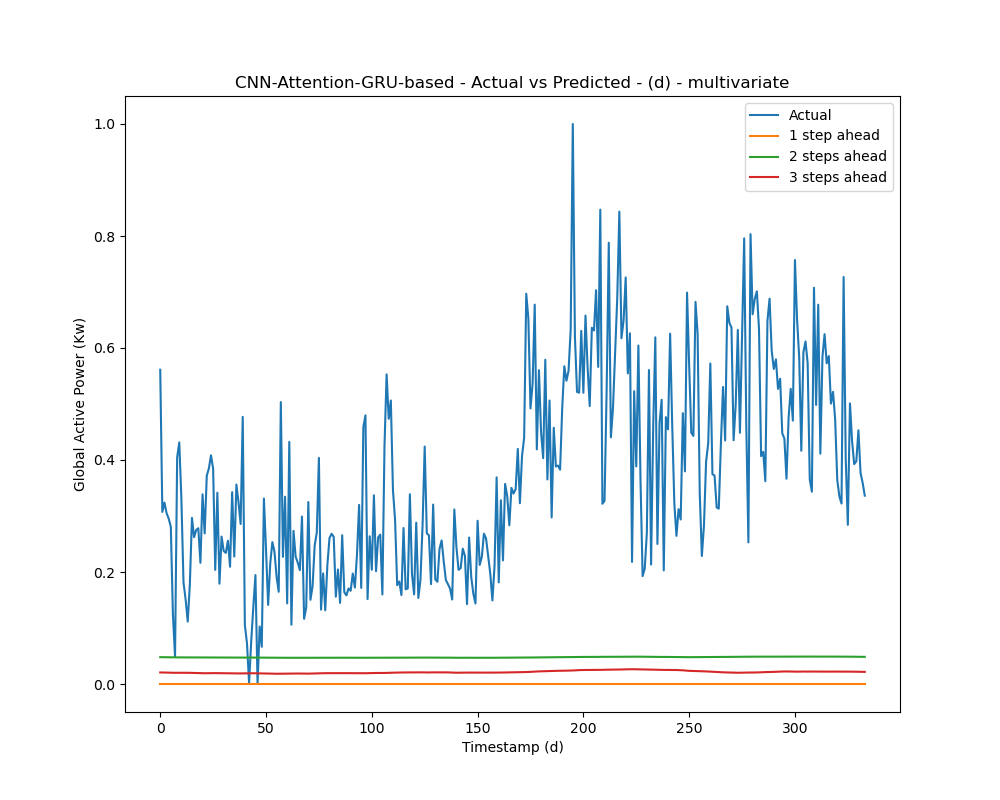 CNN-Attention-GRU-based - Actual vs Predicted - (d) - multivariate
Actual
1 step ahead
2 steps ahead
3 steps ahead
Global Active Power (Kw)
1.0
0.8
0.6
0.4
0.2
0.0
0
50
100
150
200
250
300
Timestamp (d)